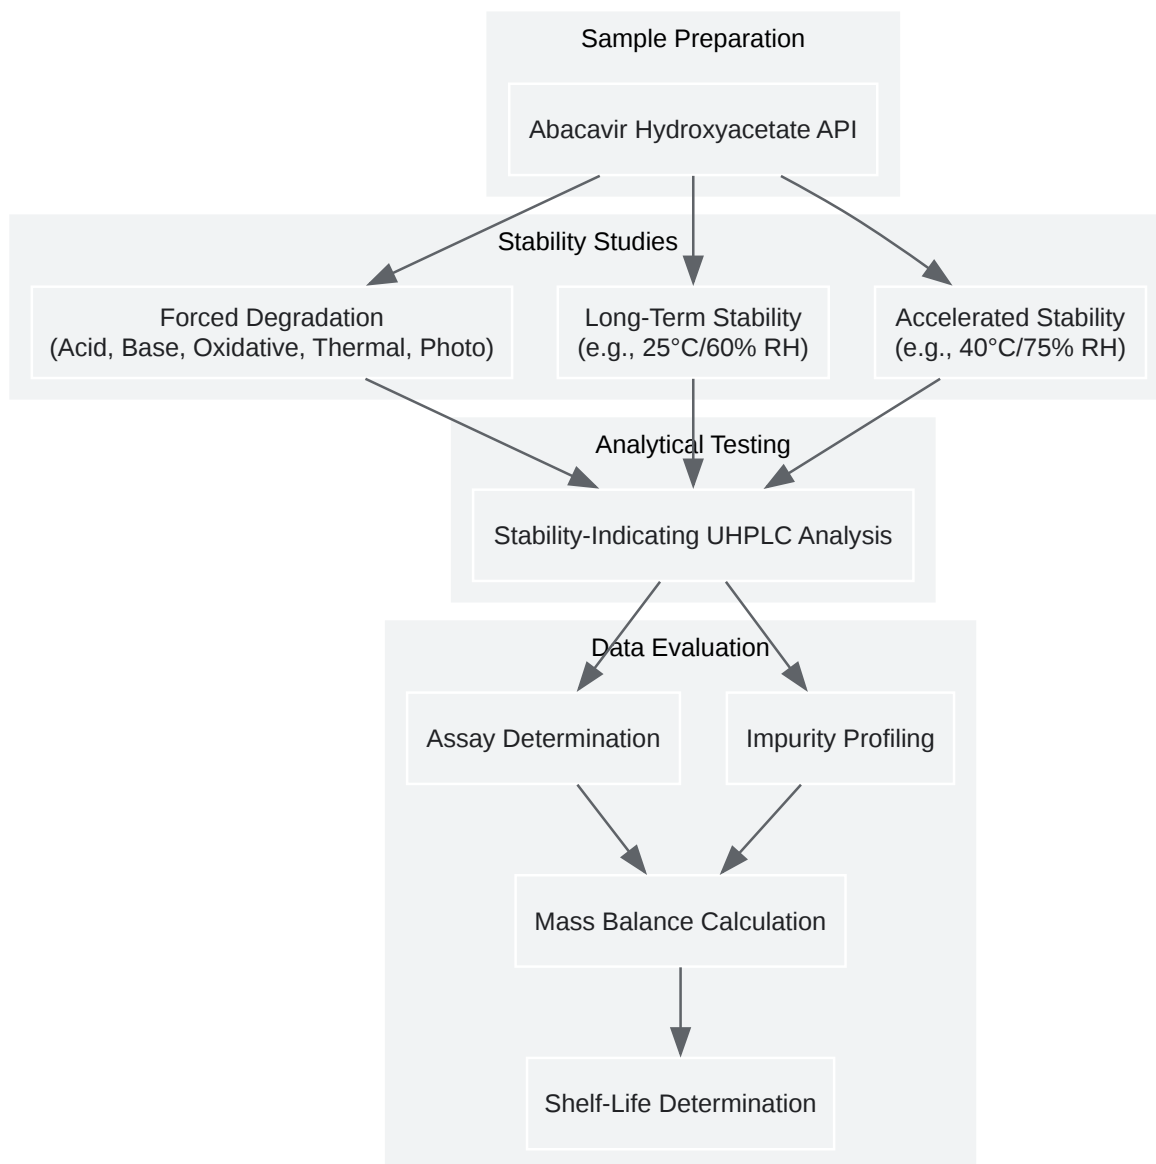 Sample Preparation
Abacavir Hydroxyacetate API
Stability Studies
Forced Degradation
(Acid, Base, Oxidative, Thermal, Photo)
Long-Term Stability
(e.g., 25°C/60% RH)
Accelerated Stability
(e.g., 40°C/75% RH)
Analytical Testing
Stability-Indicating UHPLC Analysis
Data Evaluation
Assay Determination
Impurity Profiling
Mass Balance Calculation
Shelf-Life Determination